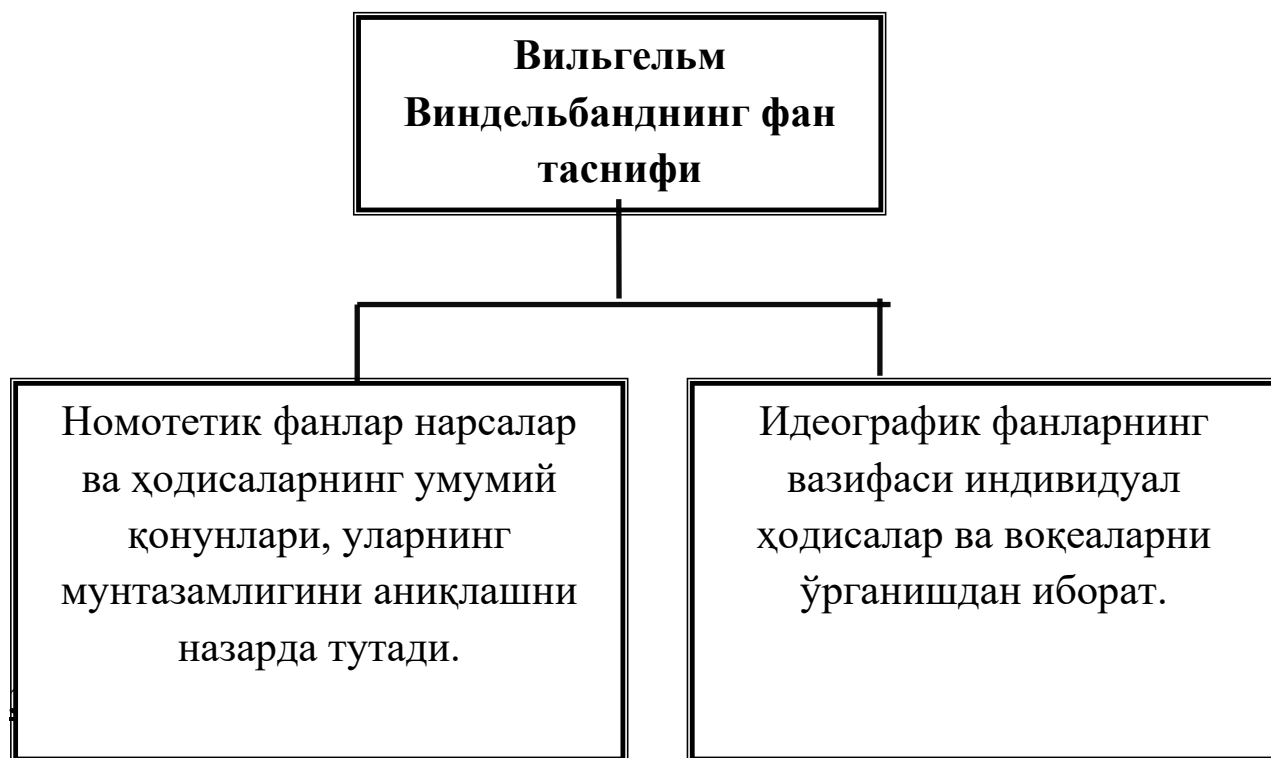 Вильгельм
Виндельбанднинг фан
таснифи
Номотетик фанлар нарсалар
ва ҳодисаларнинг умумий
қонунлари, уларнинг
мунтазамлигини аниқлашни
назарда тутади.
Идеографик фанларнинг
вазифаси индивидуал
ҳодисалар ва воқеаларни
ўрганишдан иборат.